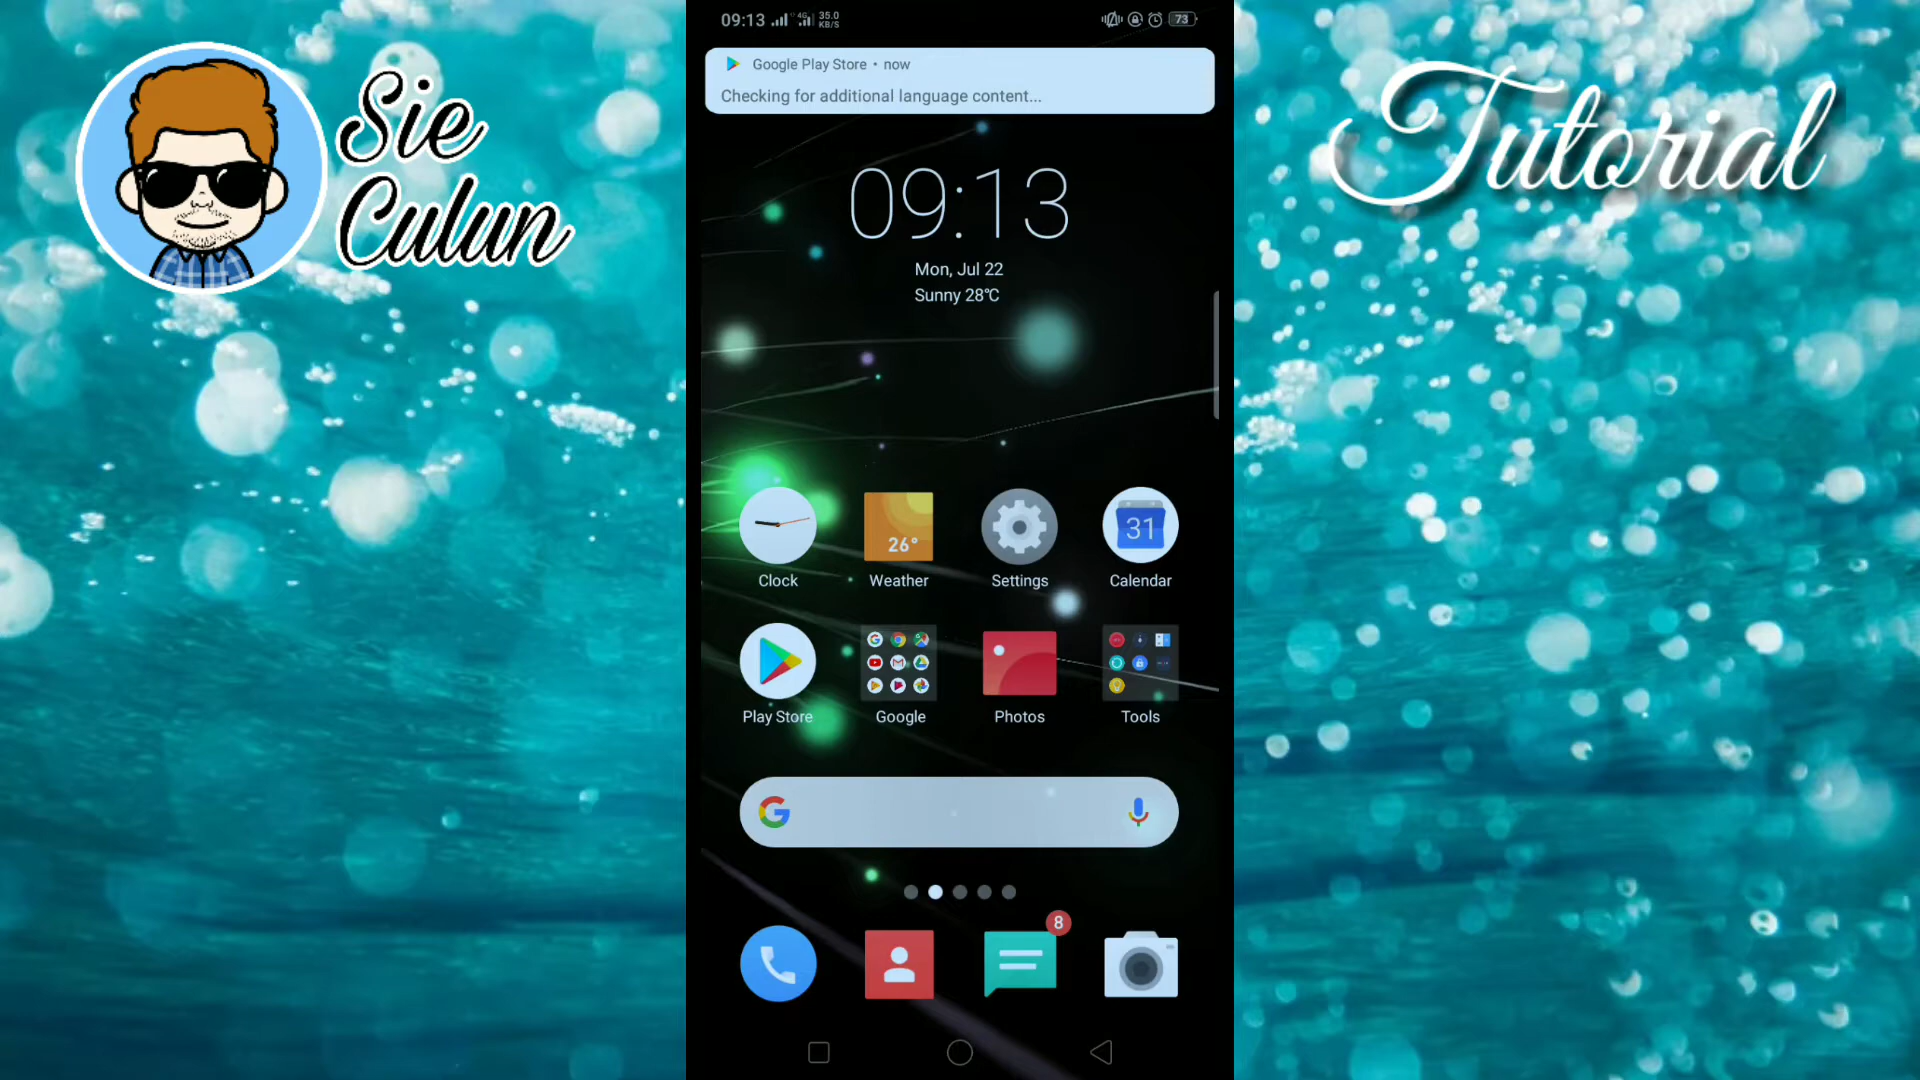 Sie
Culun
Tutorial
09:13 4G 35.0 KB/S 73
Google Play Store • now
Checking for additional language content...
09:13
Mon, Jul 22
Sunny 28℃
26°
31
Clock Weather Settings Calendar
Play Store Google Photos Tools
8